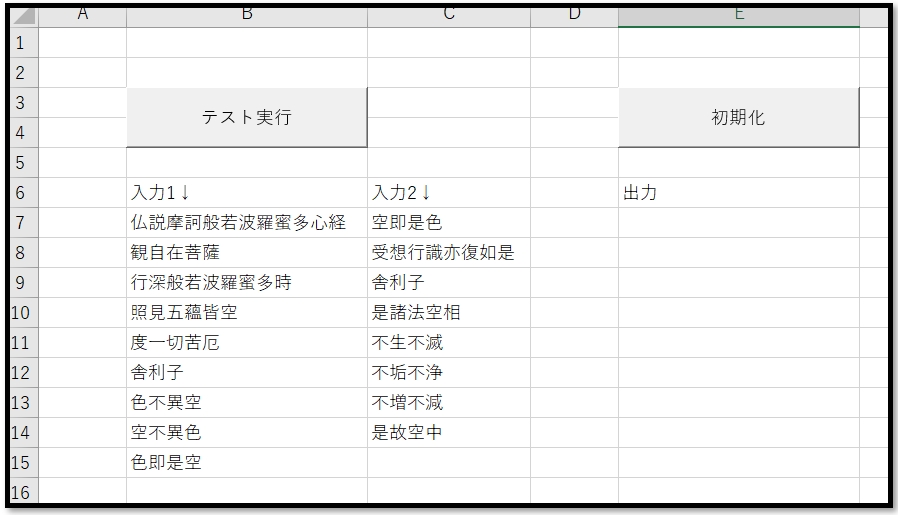 A B C D E
1
2
3 テスト実行 初期化
4
5
6 入力1↓ 入力2↓ 出力
7 仏説摩訶般若波羅蜜多心経 空即是色
8 観自在菩薩 受想行識亦復如是
9 行深般若波羅蜜多時 舎利子
10 照見五蘊皆空 是諸法空相
11 度一切苦厄 不生不滅
12 舎利子 不垢不浄
13 色不異空 不増不減
14 空不異色 是故空中
15 色即是空
16